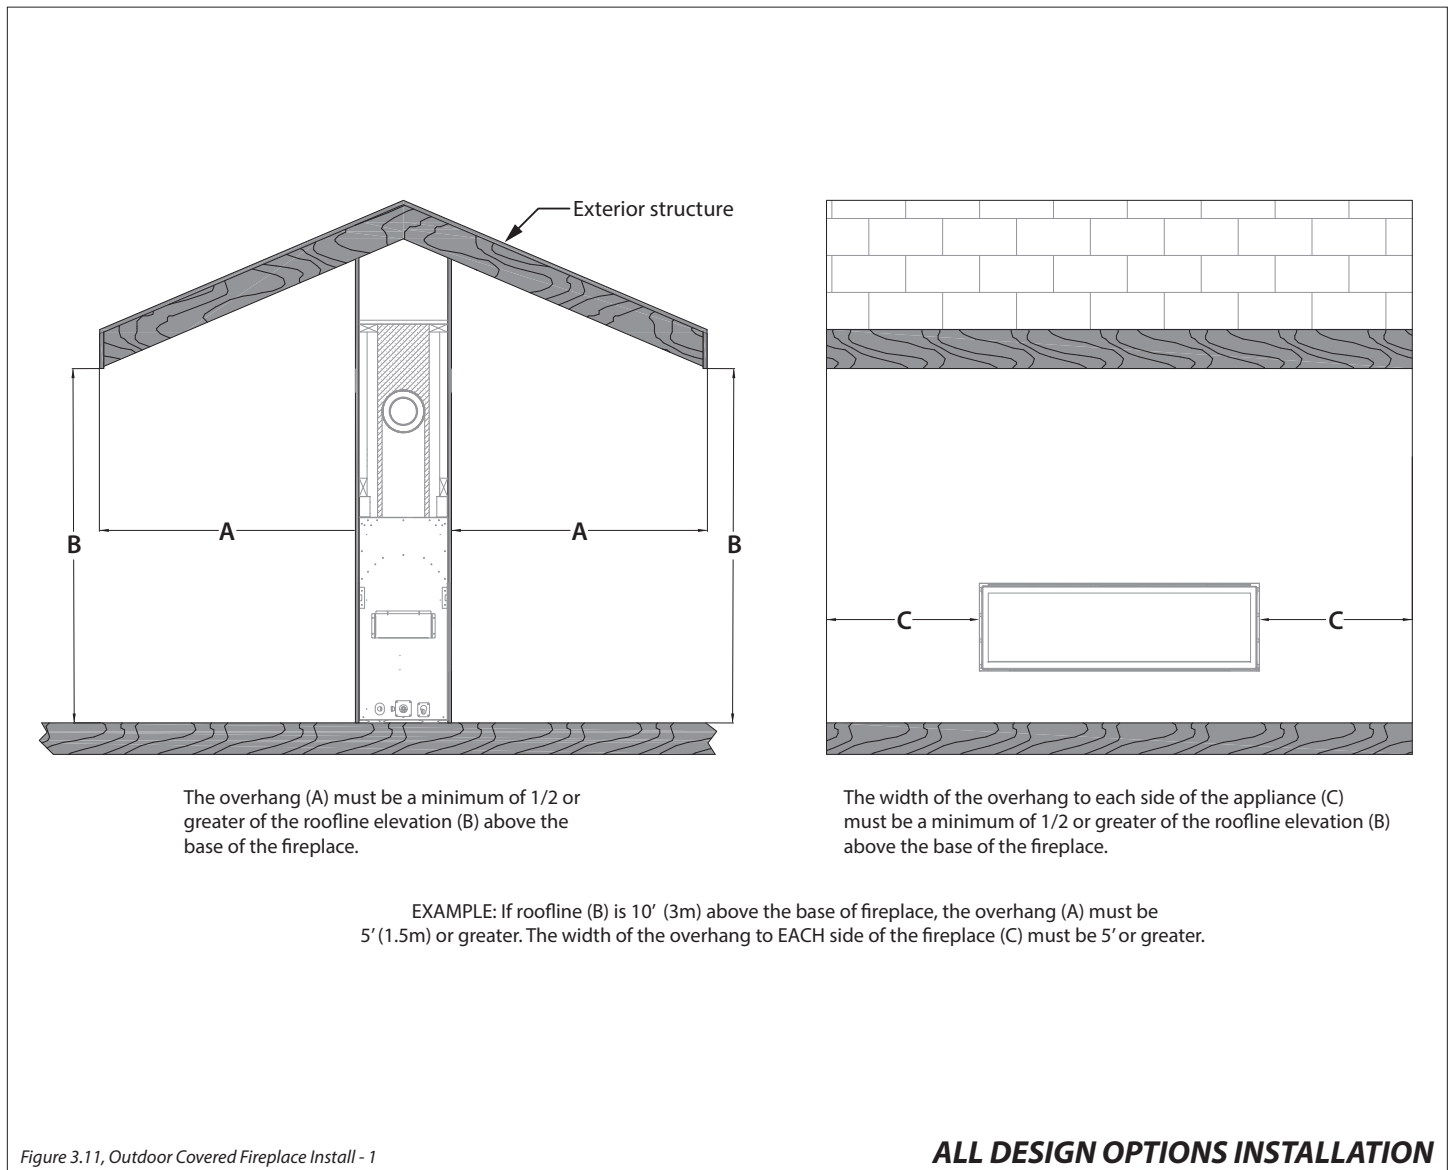 Exterior structure
A
A
B
B
C
C
The overhang (A) must be a minimum of 1/2 or
greater of the roofline elevation (B) above the
base of the fireplace.
The width of the overhang to each side of the appliance (C)
must be a minimum of 1/2 or greater of the roofline elevation (B)
above the base of the fireplace.
EXAMPLE: If roofline (B) is 10’ (3m) above the base of fireplace, the overhang (A) must be
5’ (1.5m) or greater. The width of the overhang to EACH side of the fireplace (C) must be 5’ or greater.
Figure 3.11, Outdoor Covered Fireplace Install - 1
ALL DESIGN OPTIONS INSTALLATION